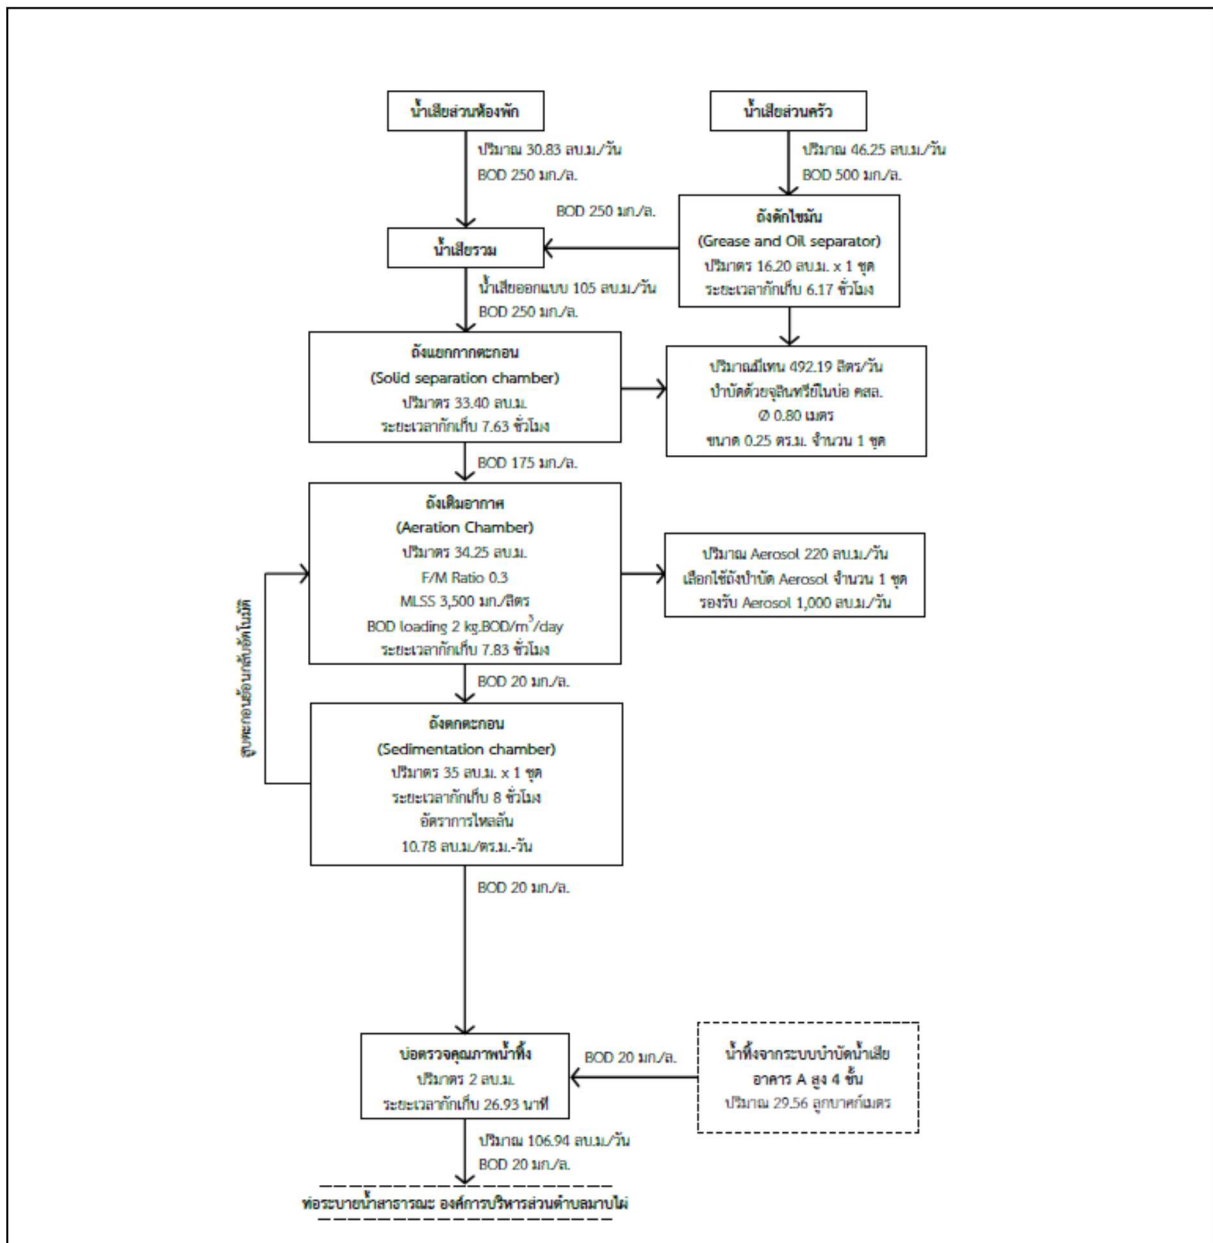 น้ำเสียส่วนห้องพัก
น้ำเสียส่วนครัว
ปริมาณ 30.83 ลบ.ม./วัน
BOD 250 มก./ล.
ปริมาณ 46.25 ลบ.ม./วัน
BOD 500 มก./ล.
BOD 250 มก./ล.
ถังดักไขมัน
(Grease and Oil separator)
ปริมาตร 16.20 ลบ.ม. x 1 ชุด
ระยะเวลากักเก็บ 6.17 ชั่วโมง
น้ำเสียรวม
น้ำเสียออกแบบ 105 ลบ.ม./วัน
BOD 250 มก./ล.
ถังแยกกากตะกอน
(Solid separation chamber)
ปริมาตร 33.40 ลบ.ม.
ระยะเวลากักเก็บ 7.63 ชั่วโมง
ปริมาณมีเทน 492.19 ลิตร/วัน
บำบัดด้วยจุลินทรีย์ในบ่อ คสล.
Ø 0.80 เมตร
ขนาด 0.25 ตร.ม. จำนวน 1 ชุด
BOD 175 มก./ล.
ถังเติมอากาศ
(Aeration Chamber)
ปริมาตร 34.25 ลบ.ม.
F/M Ratio 0.3
MLSS 3,500 มก./ลิตร
BOD loading 2 kg.BOD/m³/day
ระยะเวลากักเก็บ 7.83 ชั่วโมง
ปริมาณ Aerosol 220 ลบ.ม./วัน
เลือกใช้ถังบำบัด Aerosol จำนวน 1 ชุด
รองรับ Aerosol 1,000 ลบ.ม./วัน
สูบตะกอนย้อนกลับอัตโนมัติ
BOD 20 มก./ล.
ถังตกตะกอน
(Sedimentation chamber)
ปริมาตร 35 ลบ.ม. x 1 ชุด
ระยะเวลากักเก็บ 8 ชั่วโมง
อัตราการไหลล้น
10.78 ลบ.ม./ตร.ม.-วัน
BOD 20 มก./ล.
บ่อตรวจคุณภาพน้ำทิ้ง
ปริมาตร 2 ลบ.ม.
ระยะเวลากักเก็บ 26.93 นาที
BOD 20 มก./ล.
น้ำทิ้งจากระบบบำบัดน้ำเสีย
อาคาร A สูง 4 ชั้น
ปริมาณ 29.56 ลูกบาศก์เมตร
ปริมาณ 106.94 ลบ.ม./วัน
BOD 20 มก./ล.
ท่อระบายน้ำสาธารณะ องค์การบริหารส่วนตำบลมาบไผ่